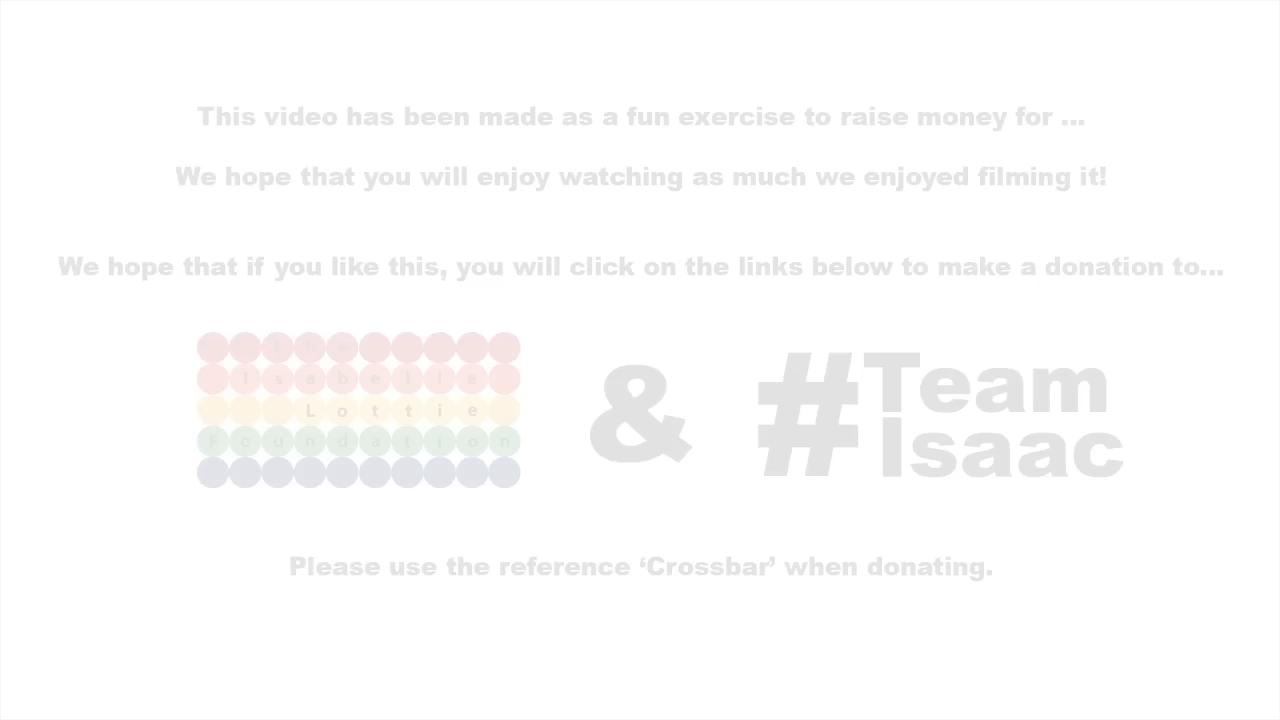 This video has been made as a fun exercise to raise money for ...
We hope that you will enjoy watching as much we enjoyed filming it!
We hope that if you like this, you will click on the links below to make a donation to...
Isabelle
Lottie
Foundation
&
#Team
Isaac
Please use the reference ‘Crossbar’ when donating.